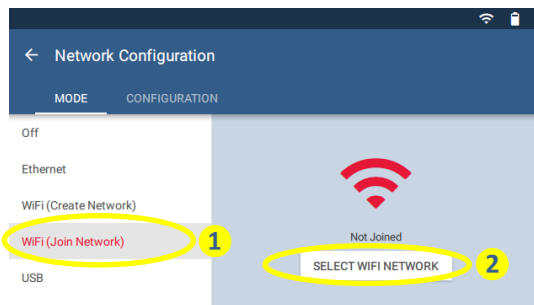 Network Configuration
MODE CONFIGURATION
Off
Ethernet
WiFi (Create Network)
WiFi (Join Network) 1
USB
Not Joined
SELECT WIFI NETWORK 2